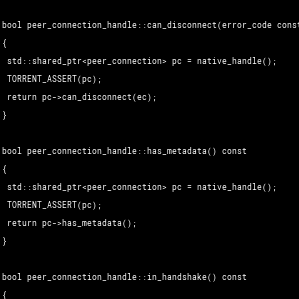 bool peer_connection_handle::can_disconnect(error_code const
{
std::shared_ptr<peer_connection> pc = native_handle();
TORRENT_ASSERT(pc);
return pc->can_disconnect(ec);
}
bool peer_connection_handle::has_metadata() const
{
std::shared_ptr<peer_connection> pc = native_handle();
TORRENT_ASSERT(pc);
return pc->has_metadata();
}
bool peer_connection_handle::in_handshake() const
{